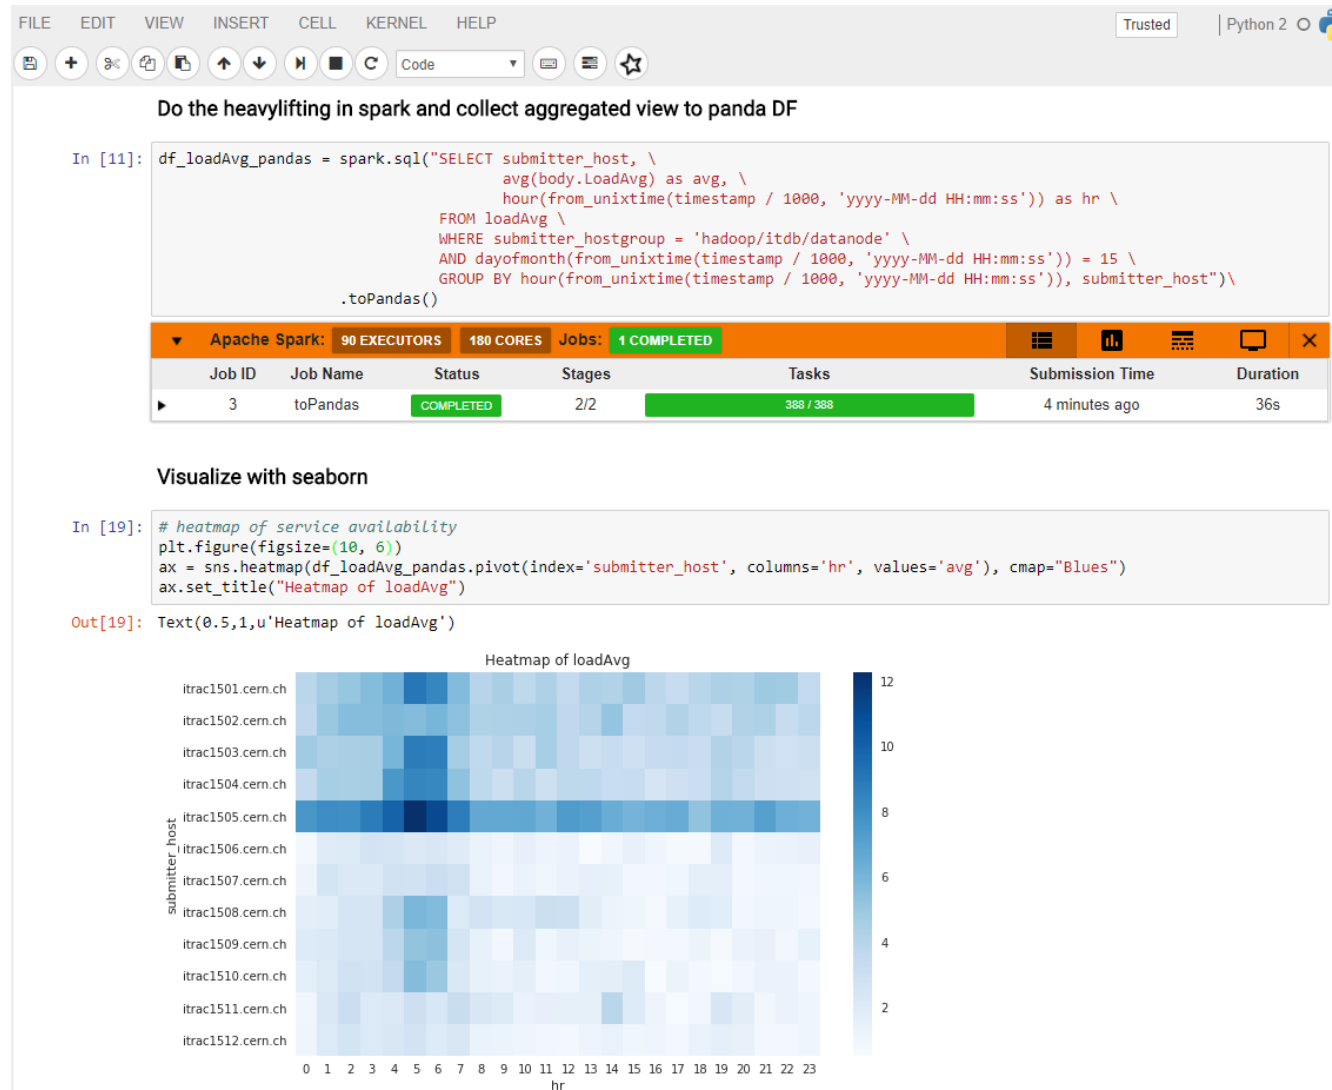 FILE EDIT VIEW INSERT CELL KERNEL HELP
Trusted
Python 2
Code
Do the heavylifting in spark and collect aggregated view to panda DF
In [11]: df_loadAvg_pandas = spark.sql("SELECT submitter_host, \
avg(body.LoadAvg) as avg, \
hour(from_unixtime(timestamp / 1000, 'yyyy-MM-dd HH:mm:ss')) as hr \
FROM loadAvg \
WHERE submitter_hostgroup = 'hadoop/itdb/datanode' \
AND dayofmonth(from_unixtime(timestamp / 1000, 'yyyy-MM-dd HH:mm:ss')) = 15 \
GROUP BY hour(from_unixtime(timestamp / 1000, 'yyyy-MM-dd HH:mm:ss')), submitter_host")\
.toPandas()
Apache Spark: 90 EXECUTORS 180 CORES Jobs: 1 COMPLETED
Job ID Job Name Status Stages Tasks Submission Time Duration
3 toPandas COMPLETED 2/2 388 / 388 4 minutes ago 36s
Visualize with seaborn
In [19]: # heatmap of service availability
plt.figure(figsize=(10, 6))
ax = sns.heatmap(df_loadAvg_pandas.pivot(index='submitter_host', columns='hr', values='avg'), cmap="Blues")
ax.set_title("Heatmap of loadAvg")
Out[19]: Text(0.5,1,u'Heatmap of loadAvg')
Heatmap of loadAvg
submitter_host
itrac1501.cern.ch
itrac1502.cern.ch
itrac1503.cern.ch
itrac1504.cern.ch
itrac1505.cern.ch
itrac1506.cern.ch
itrac1507.cern.ch
itrac1508.cern.ch
itrac1509.cern.ch
itrac1510.cern.ch
itrac1511.cern.ch
itrac1512.cern.ch
0 1 2 3 4 5 6 7 8 9 10 11 12 13 14 15 16 17 18 19 20 21 22 23
hr
12
10
8
6
4
2